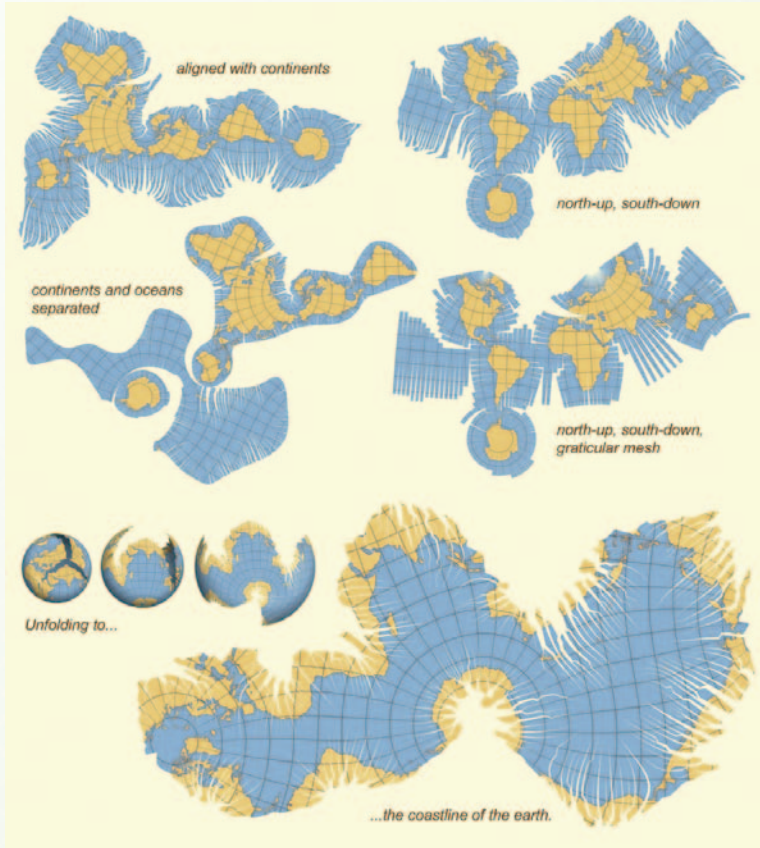 aligned with continents
north-up, south-down
continents and oceans
separated
north-up, south-down,
graticular mesh
Unfolding to...
...the coastline of the earth.